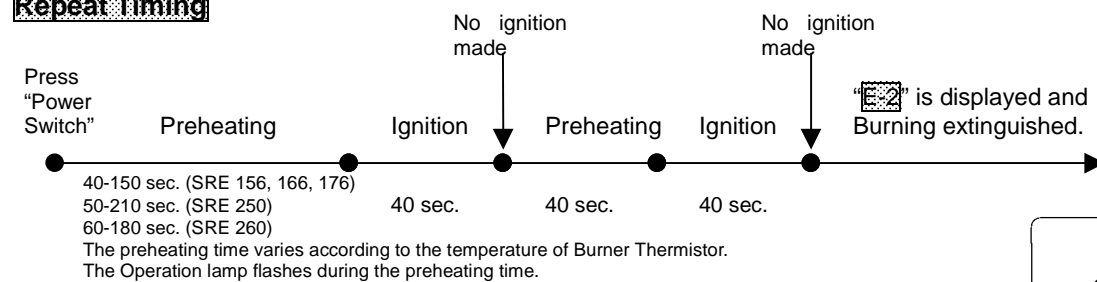 Repeat Timing
No ignition
made
No ignition
made
Press
"Power
Switch"
Preheating
Ignition
Preheating
Ignition
"E-2" is displayed and
Burning extinguished.
40-150 sec. (SRE 156, 166, 176)
50-210 sec. (SRE 250)
60-180 sec. (SRE 260)
40 sec.
40 sec.
40 sec.
The preheating time varies according to the temperature of Burner Thermistor.
The Operation lamp flashes during the preheating time.